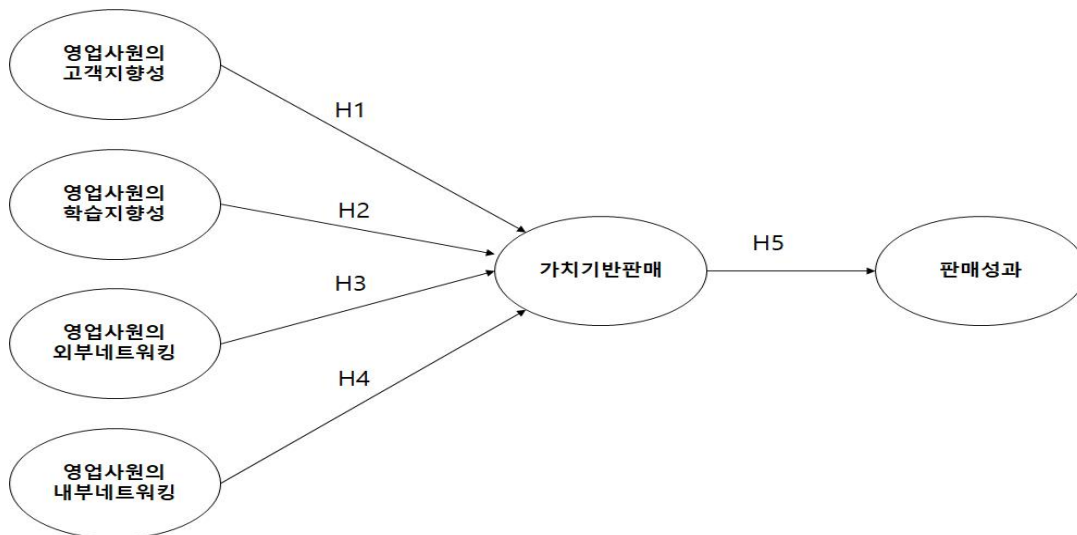 영업사원의
고객지향성
H1
영업사원의
학습지향성
H2
영업사원의
외부네트워킹
H3
영업사원의
내부네트워킹
H4
가치기반판매
H5
판매성과